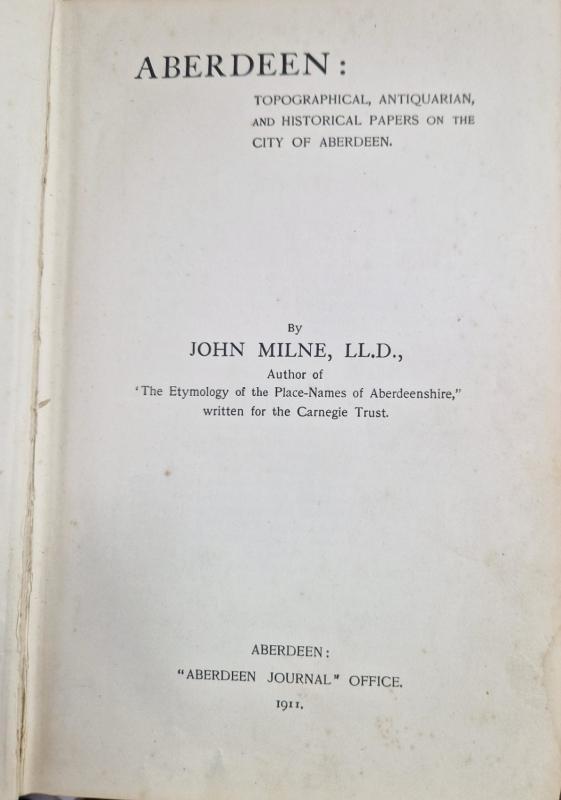 ABERDEEN:
TOPOGRAPHICAL, ANTIQUARIAN,
AND HISTORICAL PAPERS ON THE
CITY OF ABERDEEN.
By
JOHN MILNE, LL.D.,
Author of
'The Etymology of the Place-Names of Aberdeenshire,"
written for the Carnegie Trust.
ABERDEEN:
"ABERDEEN JOURNAL" OFFICE.
1911.